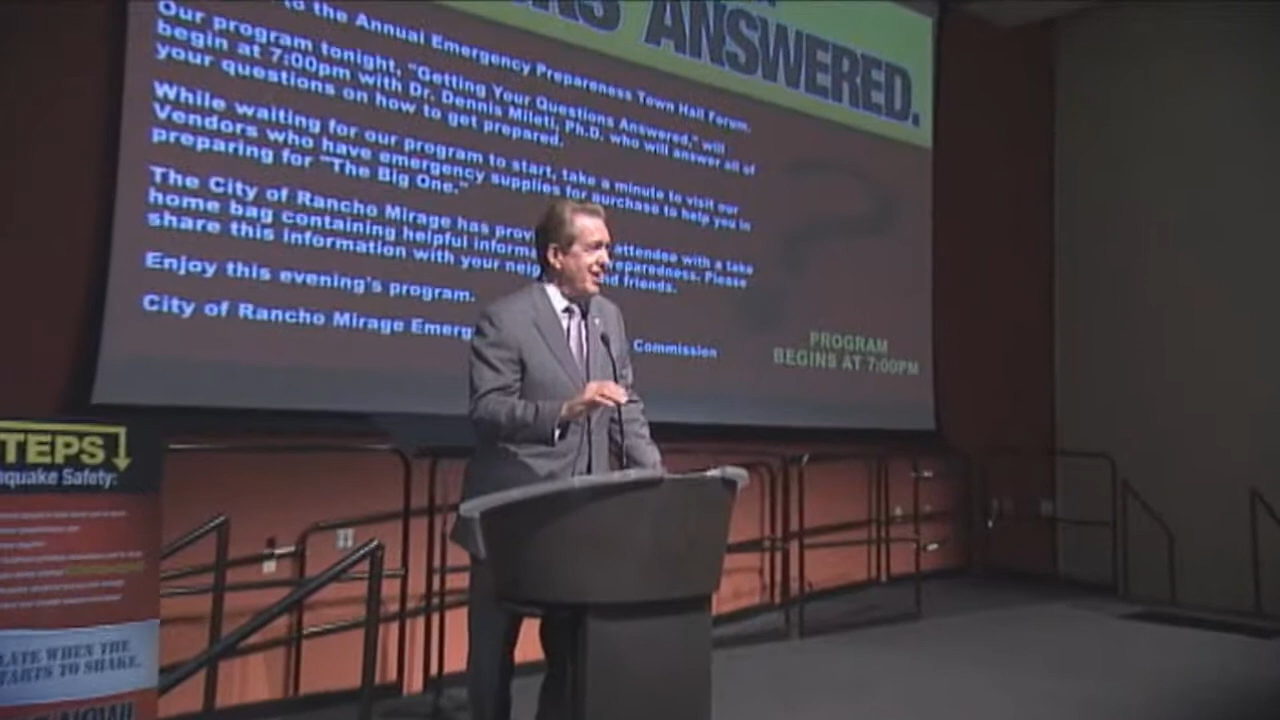 ANSWERED.
to the Annual Emergency Preparedness Town Hall Forum.
Our program tonight, "Getting Your Questions Answered," will
begin at 7:00pm with Dr. Dennis Mileti, Ph.D. who will answer all of
your questions on how to get prepared.
While waiting for our program to start, take a minute to visit our
Vendors who have emergency supplies for purchase to help you in
preparing for "The Big One."
The City of Rancho Mirage has prov attendee with a take
home bag containing helpful informa eparedness. Please
share this information with your neig nd friends.
Enjoy this evening's program.
City of Rancho Mirage Emerg Commission
PROGRAM
BEGINS AT 7:00PM
TEPS
hquake Safety:
LATE WHEN THE
TARTS TO SHAKE.